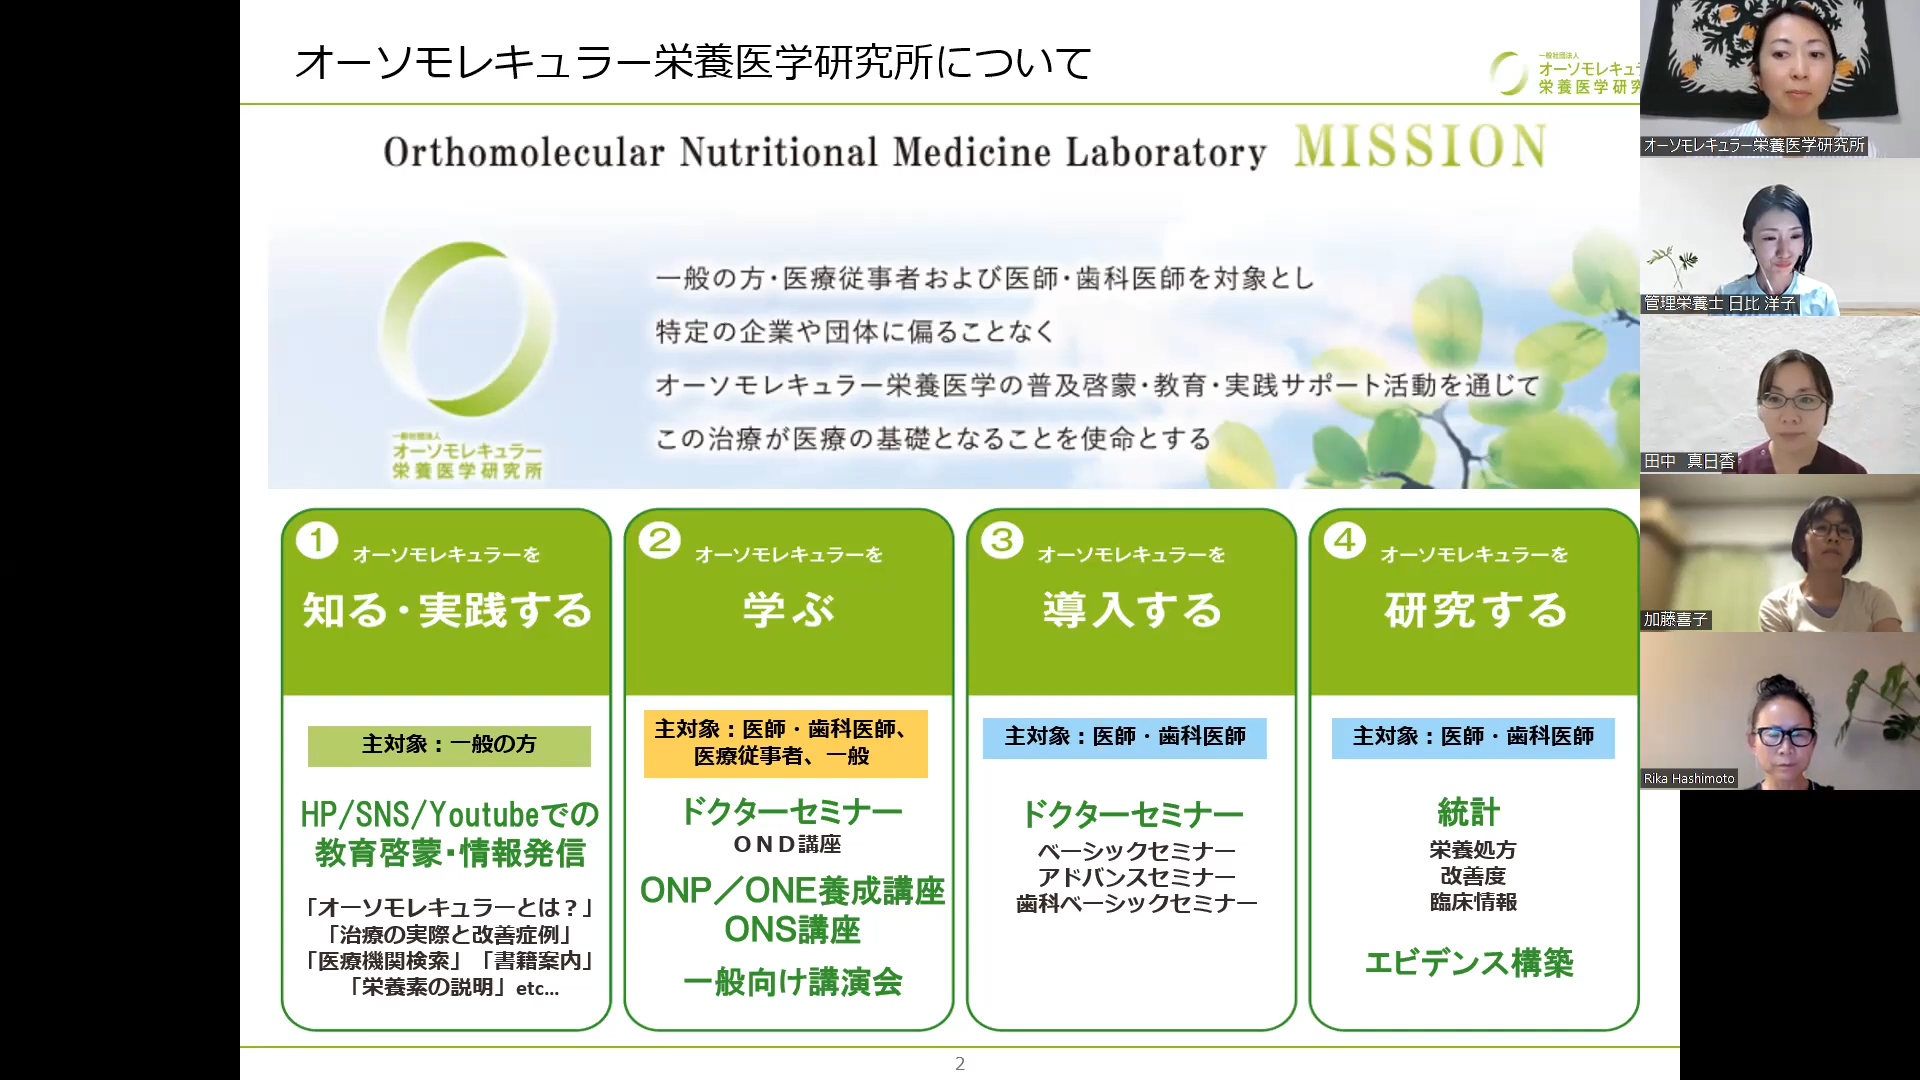 オーソモレキュラー栄養医学研究所について
一般社団法人
オーソモレキュラ
栄養医学研究
Orthomolecular Nutritional Medicine Laboratory MISSION
一般の方・医療従事者および医師・歯科医師を対象とし
特定の企業や団体に偏ることなく
オーソモレキュラー栄養医学の普及啓蒙・教育・実践サポート活動を通じて
この治療が医療の基礎となることを使命とする
一般社団法人
オーソモレキュラー
栄養医学研究所
1
オーソモレキュラーを
知る・実践する
主対象：一般の方
HP/SNS/Youtubeでの
教育啓蒙・情報発信
「オーソモレキュラーとは？」
「治療の実際と改善症例」
「医療機関検索」「書籍案内」
「栄養素の説明」etc...
2
オーソモレキュラーを
学ぶ
主対象：医師・歯科医師、
医療従事者、一般
ドクターセミナー
OND講座
ONP／ONE養成講座
ONS講座
一般向け講演会
3
オーソモレキュラーを
導入する
主対象：医師・歯科医師
ドクターセミナー
ベーシックセミナー
アドバンスセミナー
歯科ベーシックセミナー
4
オーソモレキュラーを
研究する
主対象：医師・歯科医師
統計
栄養処方
改善度
臨床情報
エビデンス構築
2
オーソモレキュラー栄養医学研究所
管理栄養士 日比 洋子
田中 真日香
加藤喜子
Rika Hashimoto